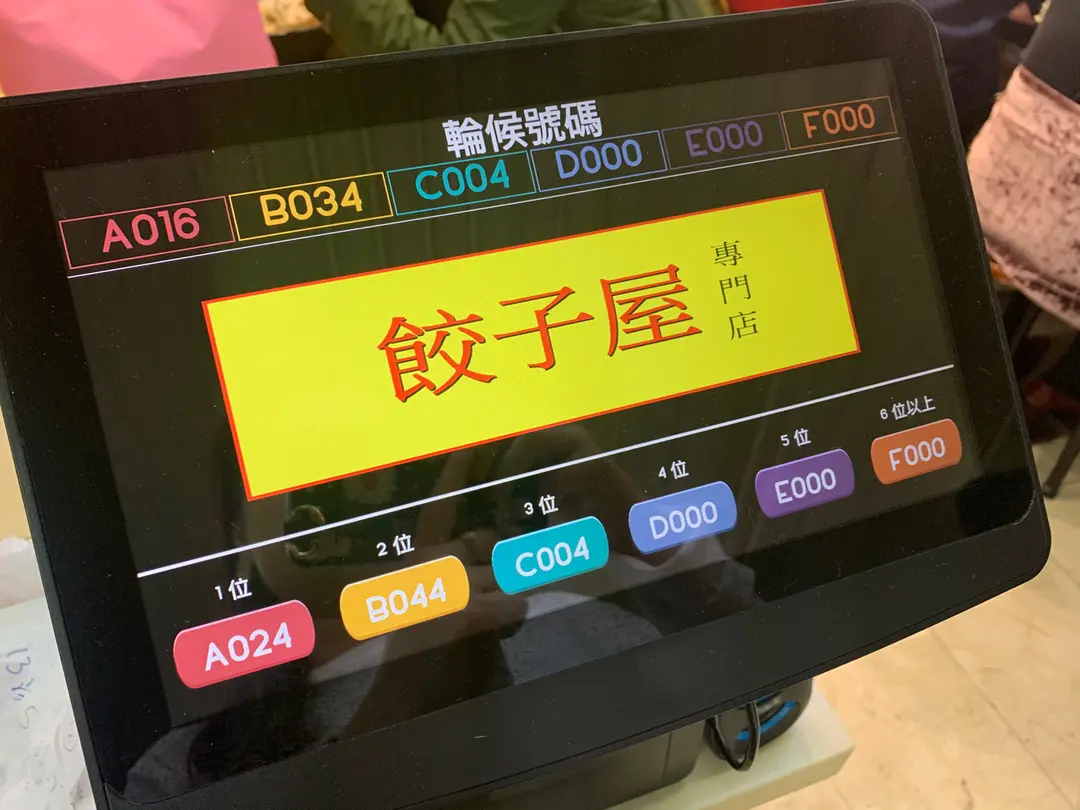 輪候號碼
A016 B034 C004 D000 E000 F000
餃子屋 專門店
1位 2位 3位 4位 5位 6位以上
A024 B044 C004 D000 E000 F000